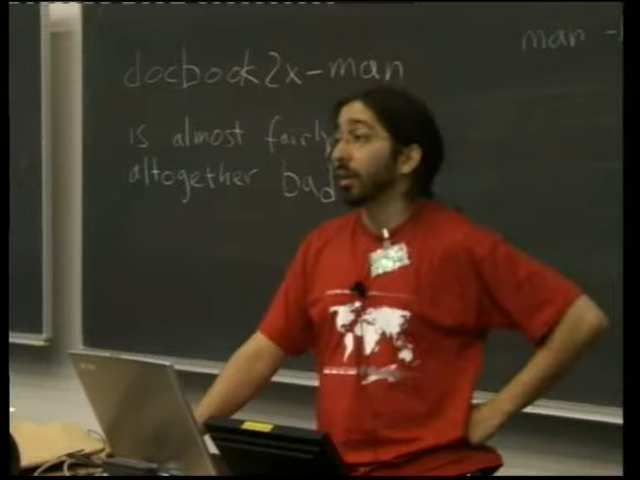 docbook2x-man
man -
is almost fairly
altogether bad